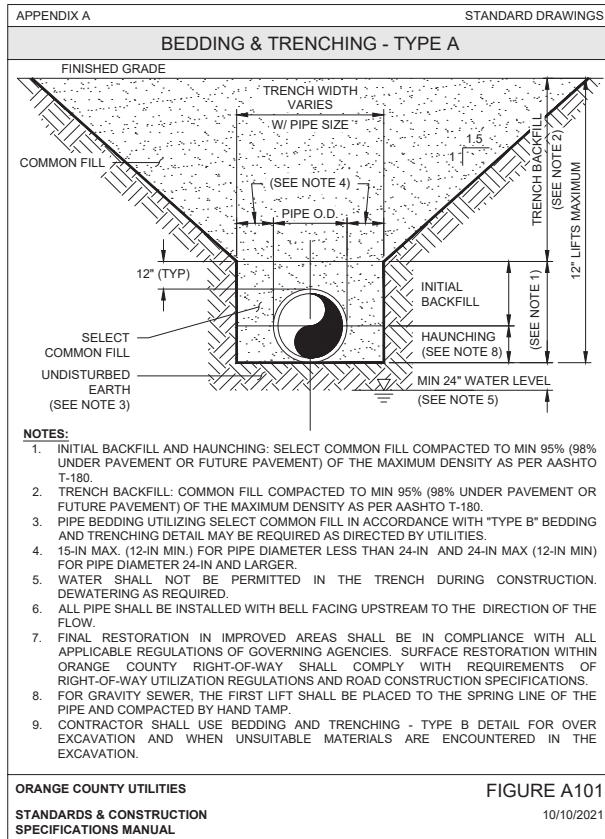 APPENDIX A STANDARD DRAWINGS
BEDDING & TRENCHING - TYPE A
FINISHED GRADE
TRENCH WIDTH
VARIES
W/ PIPE SIZE
1.5
1
COMMON FILL
(SEE NOTE 4)
PIPE O.D.
TRENCH BACKFILL
(SEE NOTE 2)
12" LIFTS MAXIMUM
12" (TYP)
INITIAL
BACKFILL
(SEE NOTE 1)
HAUNCHING
(SEE NOTE 8)
SELECT
COMMON FILL
UNDISTURBED
EARTH
(SEE NOTE 3)
MIN 24" WATER LEVEL
(SEE NOTE 5)
NOTES:
1. INITIAL BACKFILL AND HAUNCHING: SELECT COMMON FILL COMPACTED TO MIN 95% (98%
UNDER PAVEMENT OR FUTURE PAVEMENT) OF THE MAXIMUM DENSITY AS PER AASHTO
T-180.
2. TRENCH BACKFILL: COMMON FILL COMPACTED TO MIN 95% (98% UNDER PAVEMENT OR
FUTURE PAVEMENT) OF THE MAXIMUM DENSITY AS PER AASHTO T-180.
3. PIPE BEDDING UTILIZING SELECT COMMON FILL IN ACCORDANCE WITH "TYPE B" BEDDING
AND TRENCHING DETAIL MAY BE REQUIRED AS DIRECTED BY UTILITIES.
4. 15-IN MAX. (12-IN MIN.) FOR PIPE DIAMETER LESS THAN 24-IN AND 24-IN MAX (12-IN MIN)
FOR PIPE DIAMETER 24-IN AND LARGER.
5. WATER SHALL NOT BE PERMITTED IN THE TRENCH DURING CONSTRUCTION.
DEWATERING AS REQUIRED.
6. ALL PIPE SHALL BE INSTALLED WITH BELL FACING UPSTREAM TO THE DIRECTION OF THE
FLOW.
7. FINAL RESTORATION IN IMPROVED AREAS SHALL BE IN COMPLIANCE WITH ALL
APPLICABLE REGULATIONS OF GOVERNING AGENCIES. SURFACE RESTORATION WITHIN
ORANGE COUNTY RIGHT-OF-WAY SHALL COMPLY WITH REQUIREMENTS OF
RIGHT-OF-WAY UTILIZATION REGULATIONS AND ROAD CONSTRUCTION SPECIFICATIONS.
8. FOR GRAVITY SEWER, THE FIRST LIFT SHALL BE PLACED TO THE SPRING LINE OF THE
PIPE AND COMPACTED BY HAND TAMP.
9. CONTRACTOR SHALL USE BEDDING AND TRENCHING - TYPE B DETAIL FOR OVER
EXCAVATION AND WHEN UNSUITABLE MATERIALS ARE ENCOUNTERED IN THE
EXCAVATION.
ORANGE COUNTY UTILITIES FIGURE A101
STANDARDS & CONSTRUCTION 10/10/2021
SPECIFICATIONS MANUAL